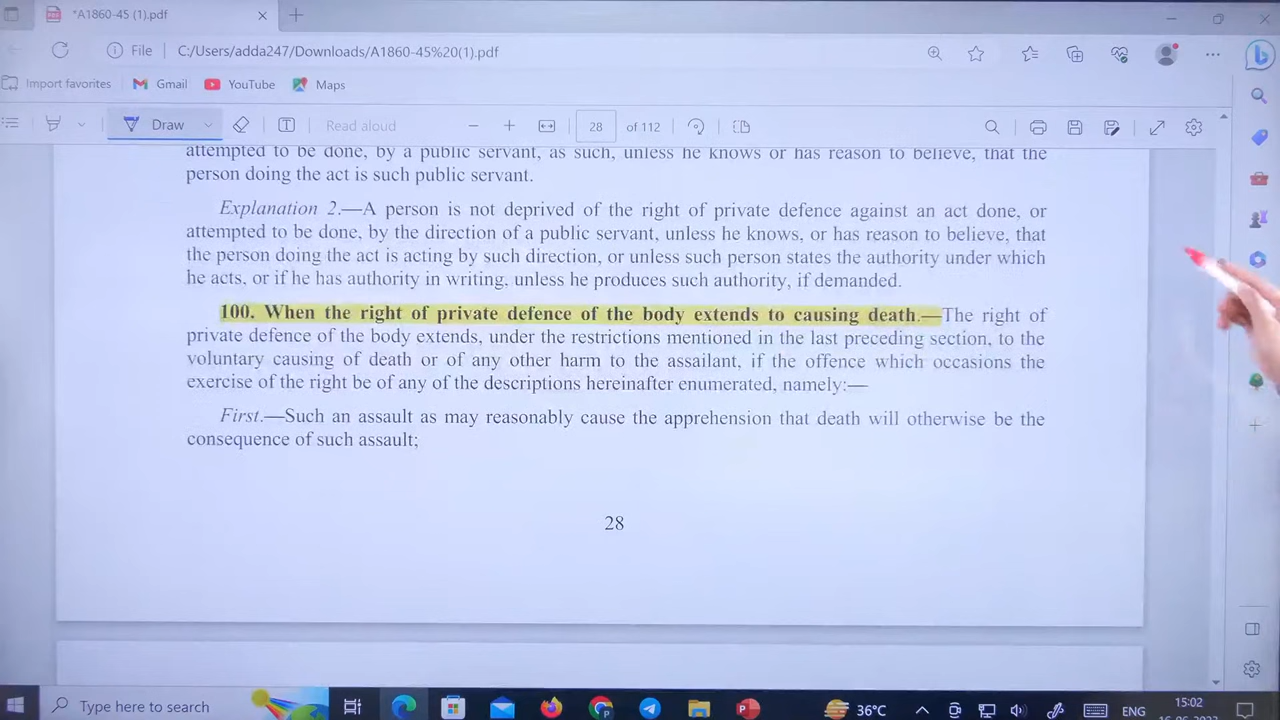 *A1860-45 (1).pdf
File C:/Users/adda247/Downloads/A1860-45%20(1).pdf
Import favorites Gmail YouTube Maps
Draw Read aloud 28 of 112
attempted to be done, by a public servant, as such, unless he knows or has reason to believe, that the
person doing the act is such public servant.
Explanation 2.—A person is not deprived of the right of private defence against an act done, or
attempted to be done, by the direction of a public servant, unless he knows, or has reason to believe, that
the person doing the act is acting by such direction, or unless such person states the authority under which
he acts, or if he has authority in writing, unless he produces such authority, if demanded.
100. When the right of private defence of the body extends to causing death.—The right of
private defence of the body extends, under the restrictions mentioned in the last preceding section, to the
voluntary causing of death or of any other harm to the assailant, if the offence which occasions the
exercise of the right be of any of the descriptions hereinafter enumerated, namely:—
First.—Such an assault as may reasonably cause the apprehension that death will otherwise be the
consequence of such assault;
28
Type here to search 36°C ENG 15:02